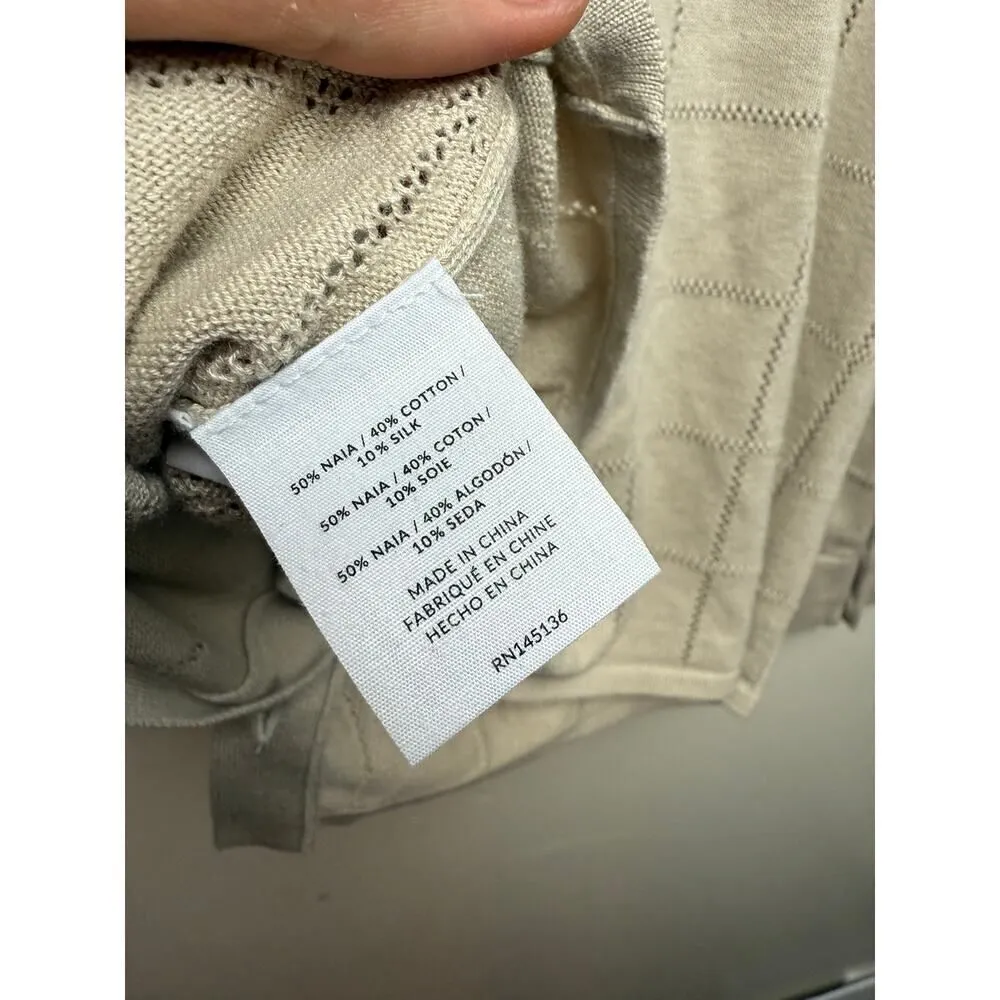 50% NAIA / 40% COTTON /
10% SILK
50% NAIA / 40% COTON /
10% SOIE
50% NAIA / 40% ALGODÓN /
10% SEDA
MADE IN CHINA
FABRIQUÉ EN CHINE
HECHO EN CHINA
RN145136